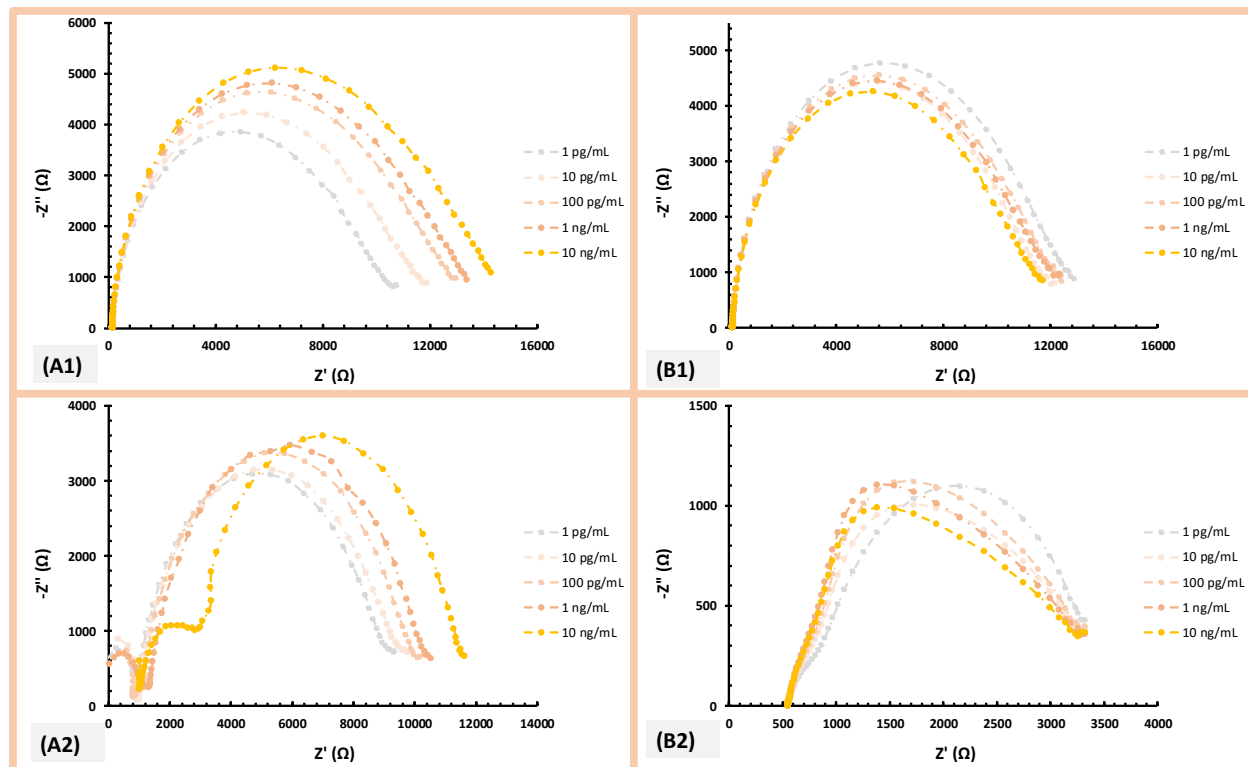 6000
5000
4000
3000
2000
1000
0
0 4000 8000 12000 16000
-Z'' (Ω)
Z' (Ω)
1 pg/mL
10 pg/mL
100 pg/mL
1 ng/mL
10 ng/mL
(A1)
5000
4000
3000
2000
1000
0
0 4000 8000 12000 16000
-Z'' (Ω)
Z' (Ω)
1 pg/mL
10 pg/mL
100 pg/mL
1 ng/mL
10 ng/mL
(B1)
4000
3000
2000
1000
0
0 2000 4000 6000 8000 10000 12000 14000
-Z'' (Ω)
Z' (Ω)
1 pg/mL
10 pg/mL
100 pg/mL
1 ng/mL
10 ng/mL
(A2)
1500
1000
500
0
0 500 1000 1500 2000 2500 3000 3500 4000
-Z'' (Ω)
Z' (Ω)
1 pg/mL
10 pg/mL
100 pg/mL
1 ng/mL
10 ng/mL
(B2)